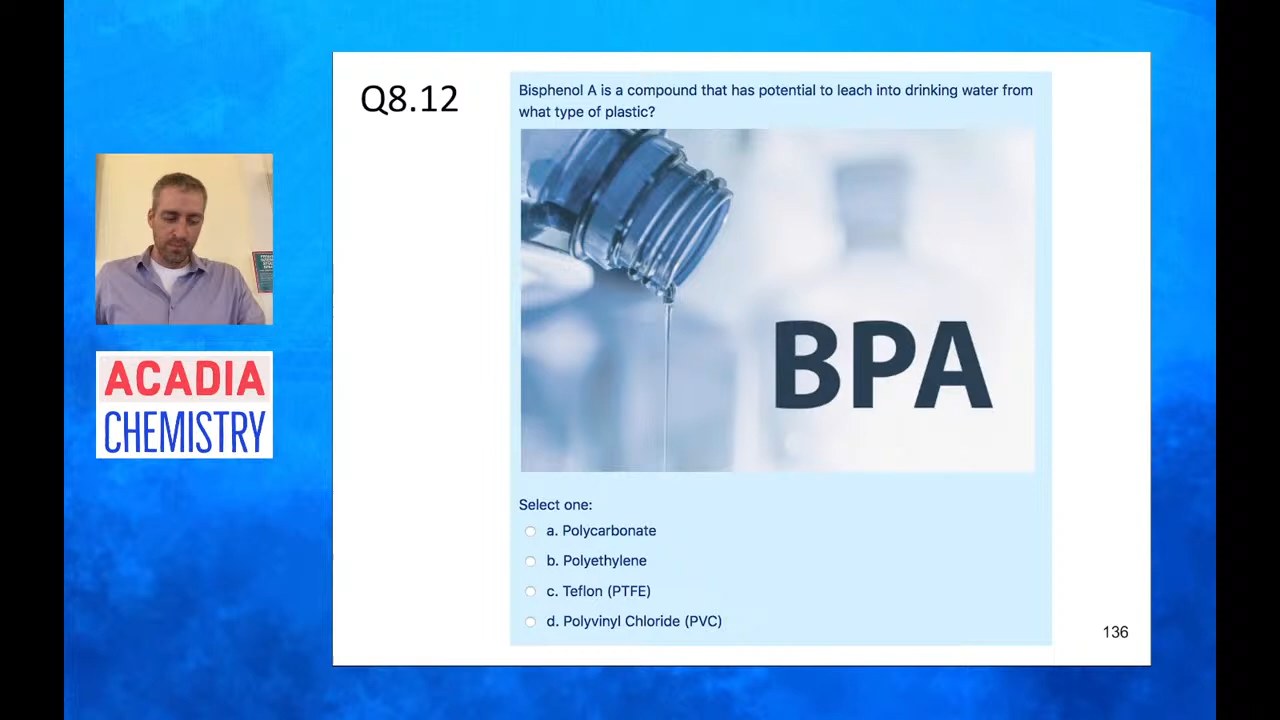 Q8.12
Bisphenol A is a compound that has potential to leach into drinking water from
what type of plastic?
BPA
ACADIA
CHEMISTRY
Select one:
a. Polycarbonate
b. Polyethylene
c. Teflon (PTFE)
d. Polyvinyl Chloride (PVC)
136